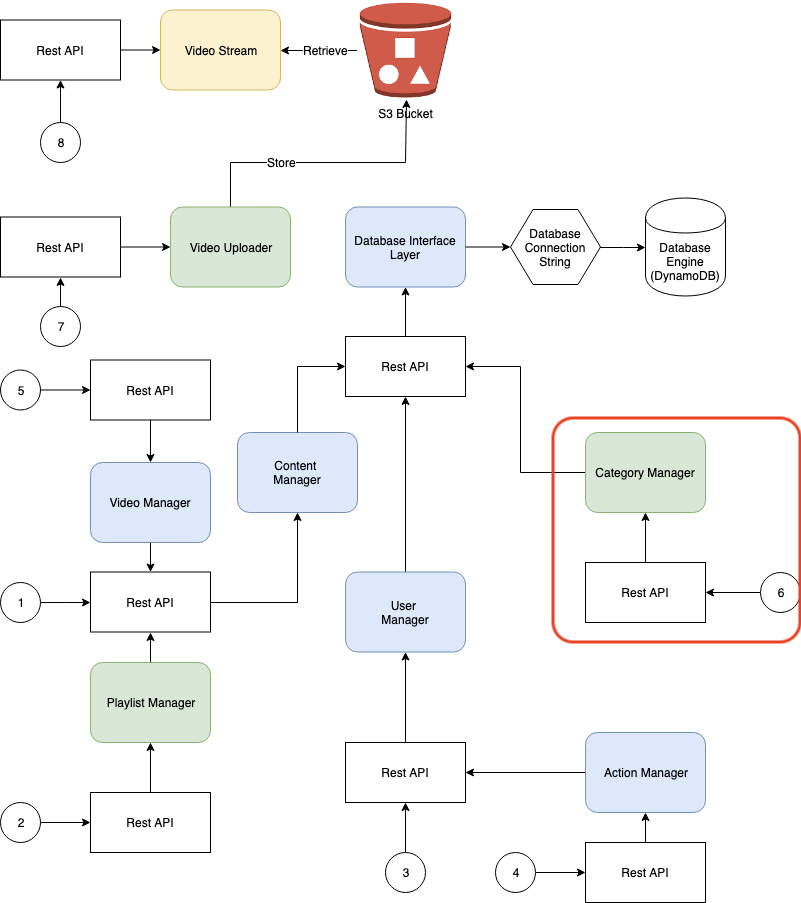 Rest API
Video Stream
Retrieve
S3 Bucket
8
Store
Rest API
Video Uploader
Database Interface
Layer
Database
Connection
String
Database
Engine
(DynamoDB)
7
5
Rest API
Rest API
Content
Manager
Category Manager
Video Manager
1
Rest API
User
Manager
Rest API
6
Playlist Manager
Rest API
Action Manager
2
Rest API
3
4
Rest API